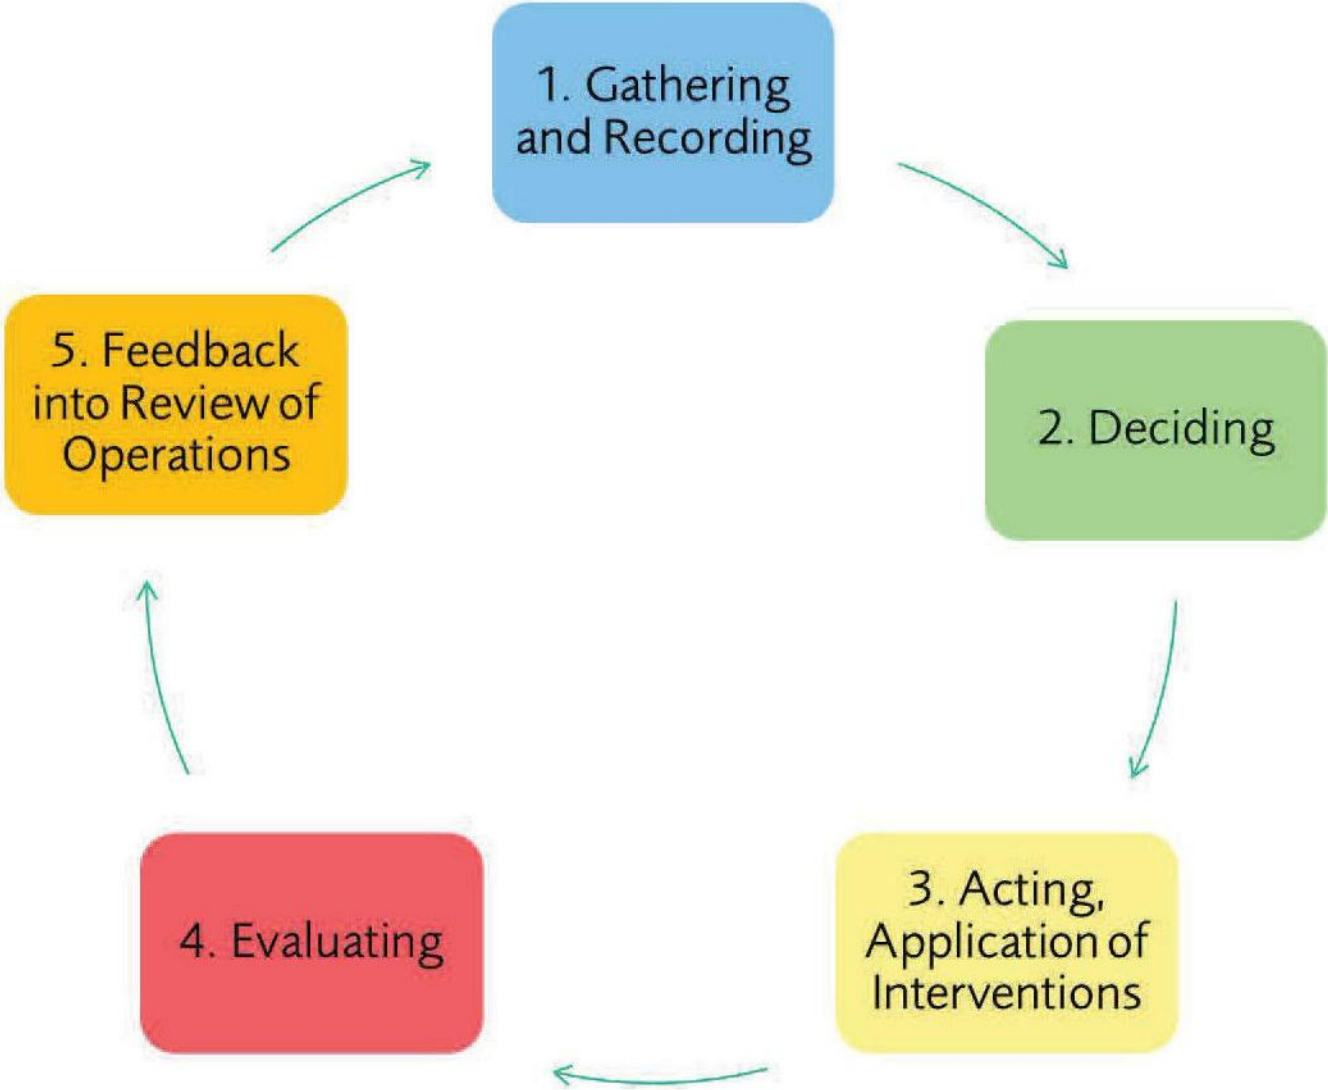 1. Gathering
and Recording
2. Deciding
3. Acting,
Application of
Interventions
4. Evaluating
5. Feedback
into Review of
Operations